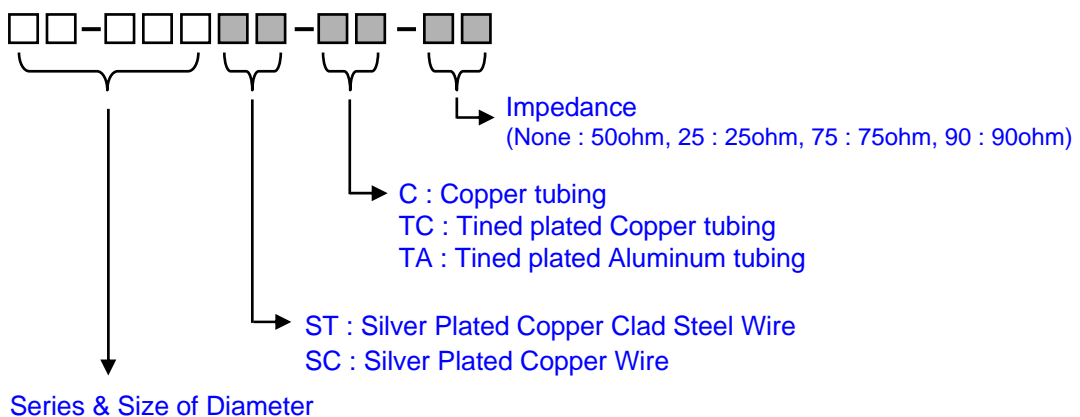 Impedance
(None : 50ohm, 25 : 25ohm, 75 : 75ohm, 90 : 90ohm)
C : Copper tubing
TC : Tined plated Copper tubing
TA : Tined plated Aluminum tubing
ST : Silver Plated Copper Clad Steel Wire
SC : Silver Plated Copper Wire
Series & Size of Diameter